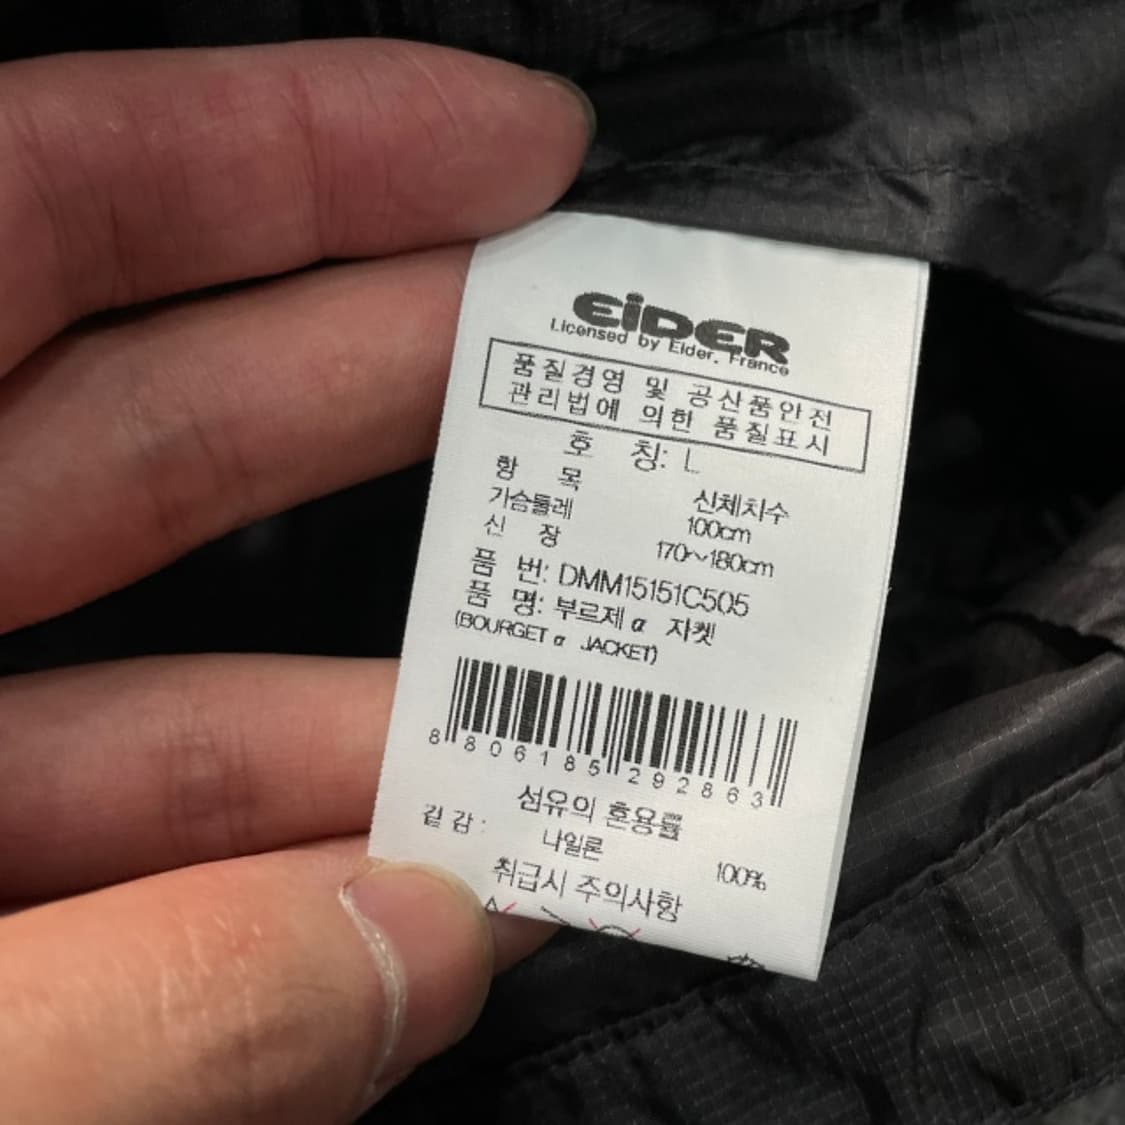 EiDER
Licensed by Eider. France
품질경영 및 공산품안전
관리법에 의한 품질표시
호 칭: L
항 목 신체치수
가슴둘레 100cm
신 장 170~180cm
품 번: DMM15151C505
품 명: 부르제 α 자켓
(BOURGET α JACKET)
8 806185 292863
섬유의 혼용률
겉감: 나일론 100%
취급시 주의사항